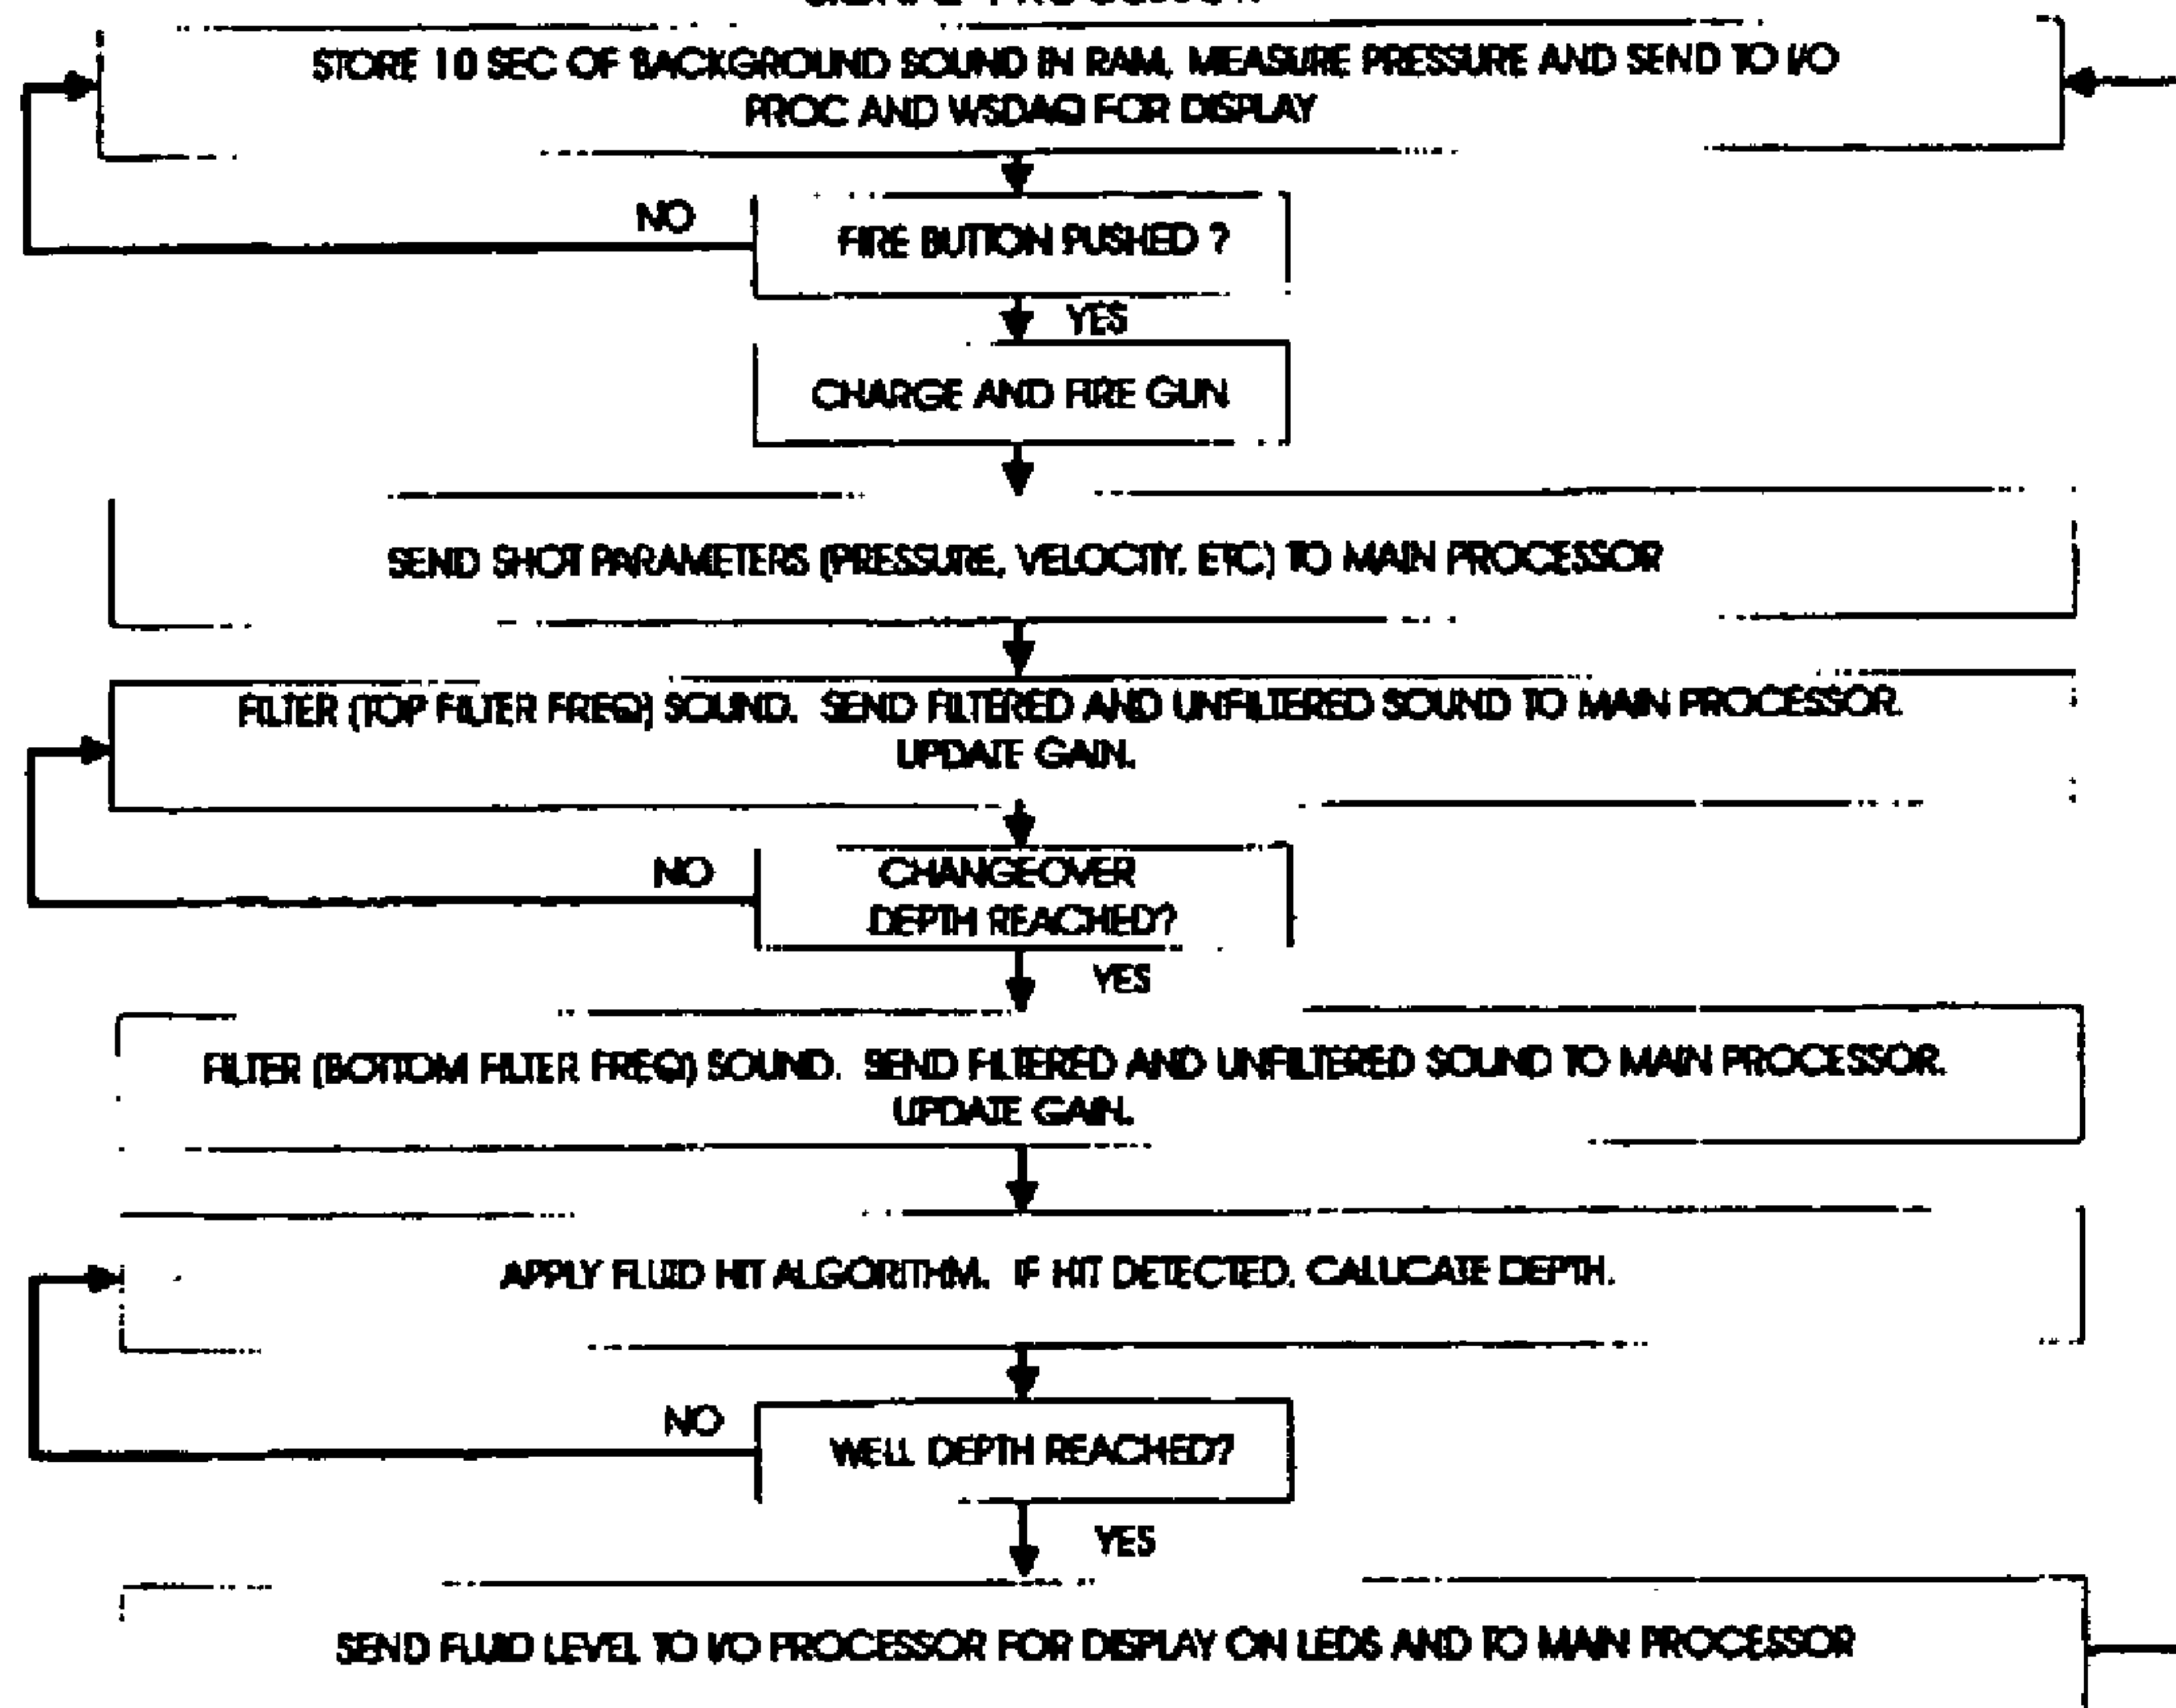 STORE 10 SEC OF BACKGROUND SOUND IN RAM. MEASURE PRESSURE AND SEND TO I/O
PROC AND WSDAQ FOR DISPLAY
NO
FIRE BUTTON PUSHED ?
YES
CHARGE AND FIRE GUN
SEND SHOT PARAMETERS (PRESSURE, VELOCITY, ETC) TO MAIN PROCESSOR
FILTER (TOP FILTER FREQ) SOUND. SEND FILTERED AND UNFILTERED SOUND TO MAIN PROCESSOR.
UPDATE GAIN.
NO
CHANGEOVER
DEPTH REACHED?
YES
FILTER (BOTTOM FILTER FREQ) SOUND. SEND FILTERED AND UNFILTERED SOUND TO MAIN PROCESSOR.
UPDATE GAIN.
APPLY FLUID HIT ALGORITHM. IF HIT DETECTED, CALUCATE DEPTH.
NO
WELL DEPTH REACHED?
YES
SEND FLUID LEVEL TO I/O PROCESSOR FOR DISPLAY ON LEDS AND TO MAIN PROCESSOR